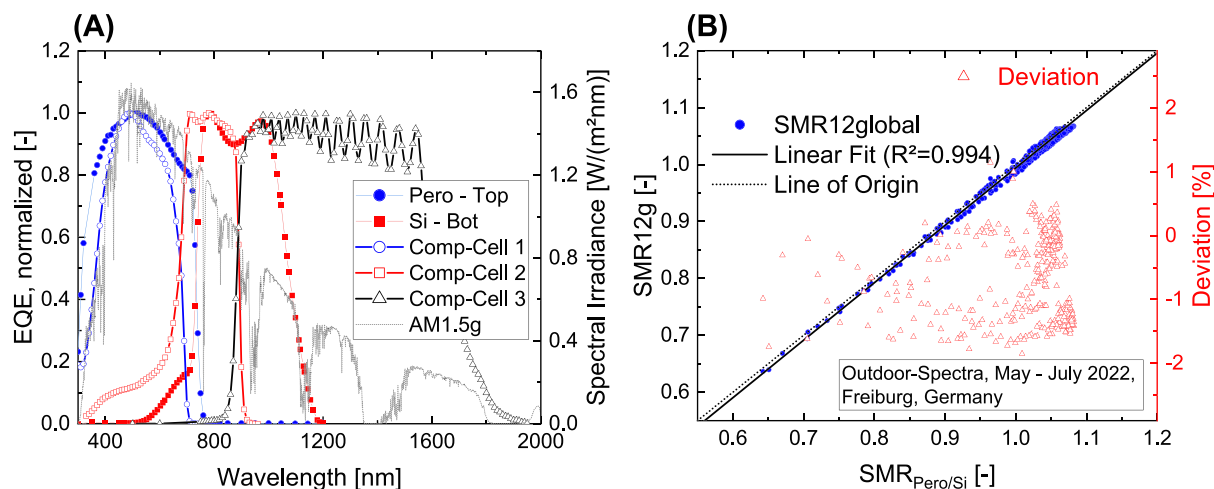 (A)
1.2
1.0
0.8
0.6
0.4
0.2
0.0
EQE, normalized [-]
400
800
1200
1600
2000
Wavelength [nm]
1.6
1.2
0.8
0.4
0.0
Spectral Irradiance [W/(m²nm)]
Pero - Top
Si - Bot
Comp-Cell 1
Comp-Cell 2
Comp-Cell 3
AM1.5g
(B)
1.2
1.1
1.0
0.9
0.8
0.7
0.6
SMR12g [-]
0.6
0.7
0.8
0.9
1.0
1.1
1.2
SMRPero/Si [-]
2
1
0
-1
-2
Deviation [%]
Deviation
SMR12global
Linear Fit (R²=0.994)
Line of Origin
Outdoor-Spectra, May - July 2022,
Freiburg, Germany